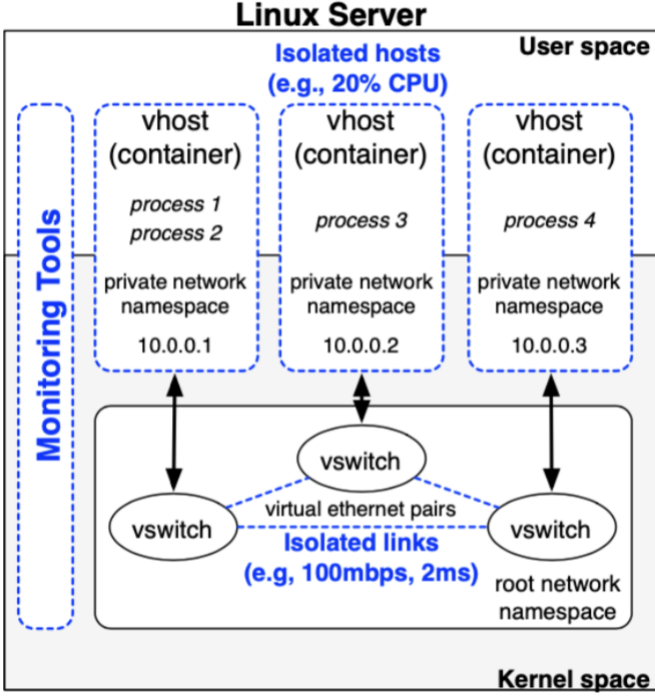 Linux Server
User space
Isolated hosts
(e.g., 20% CPU)
Monitoring Tools
vhost
(container)
process 1
process 2
private network
namespace
10.0.0.1
vhost
(container)
process 3
private network
namespace
10.0.0.2
vhost
(container)
process 4
private network
namespace
10.0.0.3
vswitch
vswitch
vswitch
virtual ethernet pairs
Isolated links
(e.g, 100mbps, 2ms)
root network
namespace
Kernel space